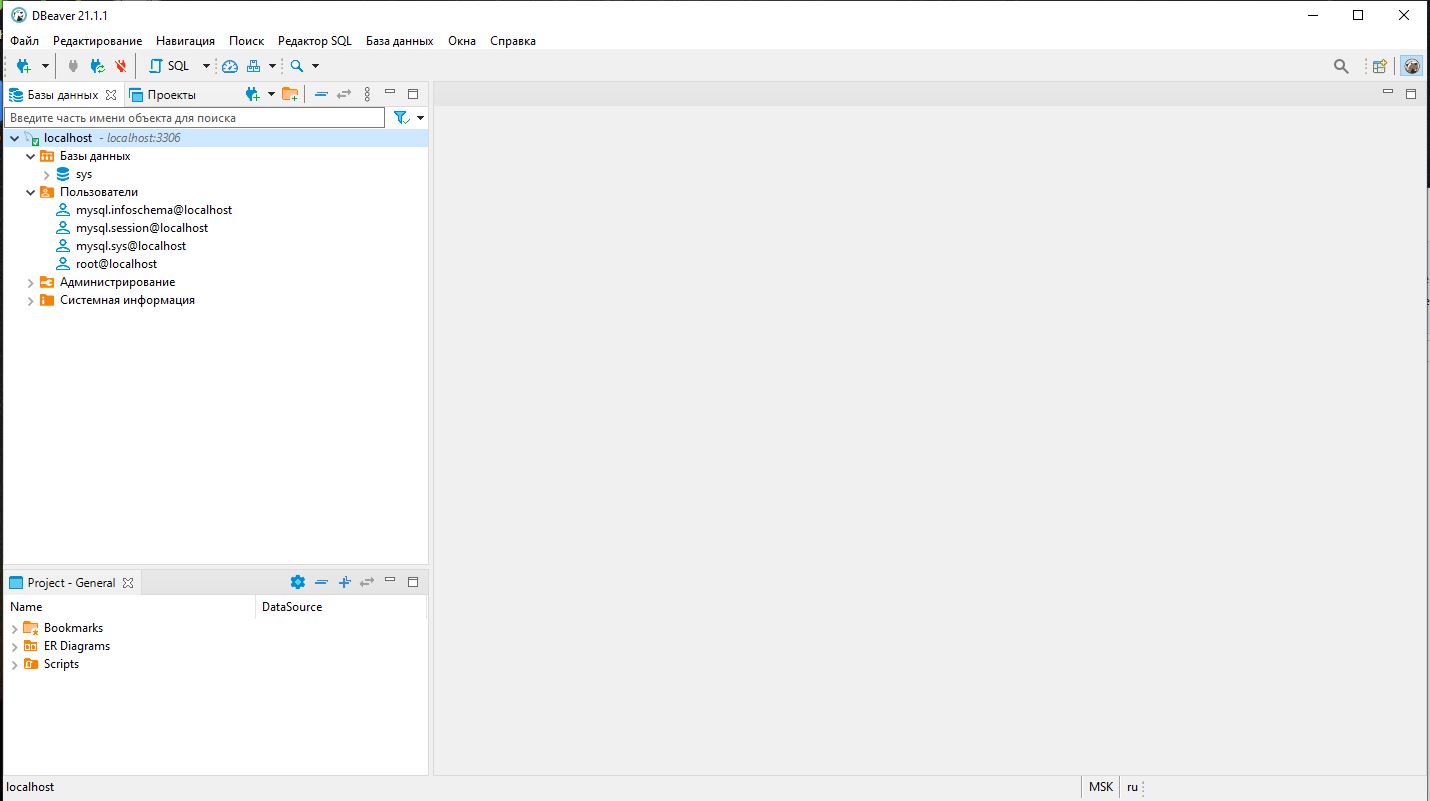 DBeaver 21.1.1
Файл Редактирование Навигация Поиск Редактор SQL База данных Окна Справка
SQL
Базы данных Проекты
Введите часть имени объекта для поиска
localhost - localhost:3306
Базы данных
sys
Пользователи
mysql.infoschema@localhost
mysql.session@localhost
mysql.sys@localhost
root@localhost
Администрирование
Системная информация
Project - General
Name DataSource
Bookmarks
ER Diagrams
Scripts
localhost MSK ru